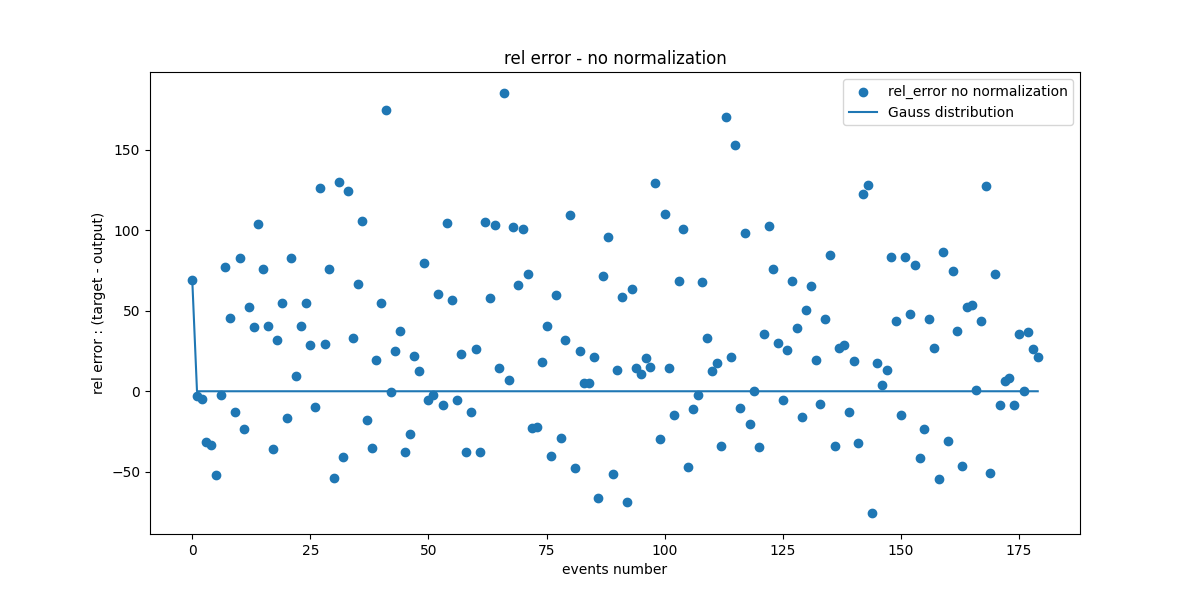 rel error - no normalization
rel_error no normalization
Gauss distribution
rel error : (target - output)
150
100
50
0
−50
0
25
50
75
100
125
150
175
events number